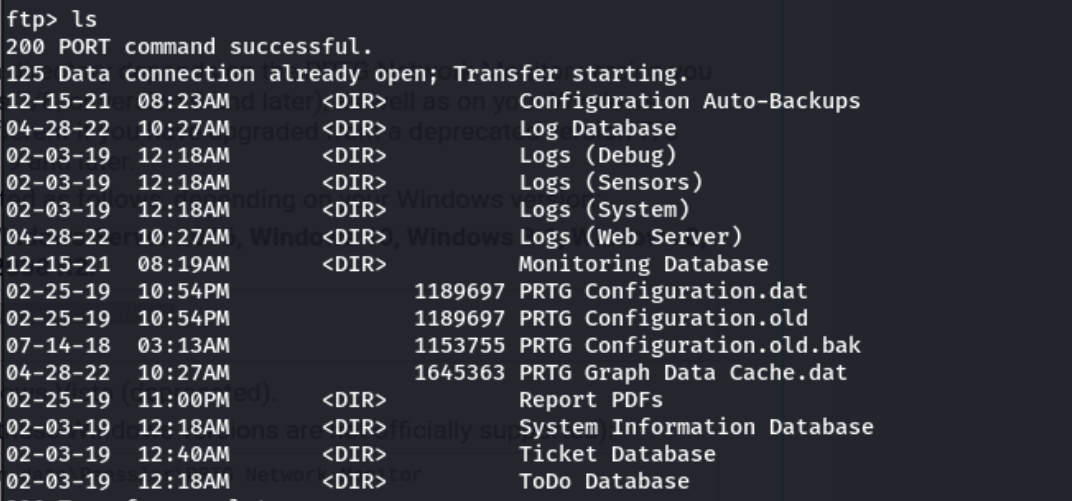 ftp> ls
200 PORT command successful.
125 Data connection already open; Transfer starting.
12-15-21  08:23AM       <DIR>          Configuration Auto-Backups
04-28-22  10:27AM       <DIR>          Log Database
02-03-19  12:18AM       <DIR>          Logs (Debug)
02-03-19  12:18AM       <DIR>          Logs (Sensors)
02-03-19  12:18AM       <DIR>          Logs (System)
04-28-22  10:27AM       <DIR>          Logs (Web Server)
12-15-21  08:19AM       <DIR>          Monitoring Database
02-25-19  10:54PM              1189697 PRTG Configuration.dat
02-25-19  10:54PM              1189697 PRTG Configuration.old
07-14-18  03:13AM              1153755 PRTG Configuration.old.bak
04-28-22  10:27AM              1645363 PRTG Graph Data Cache.dat
02-25-19  11:00PM       <DIR>          Report PDFs
02-03-19  12:18AM       <DIR>          System Information Database
02-03-19  12:40AM       <DIR>          Ticket Database
02-03-19  12:18AM       <DIR>          ToDo Database